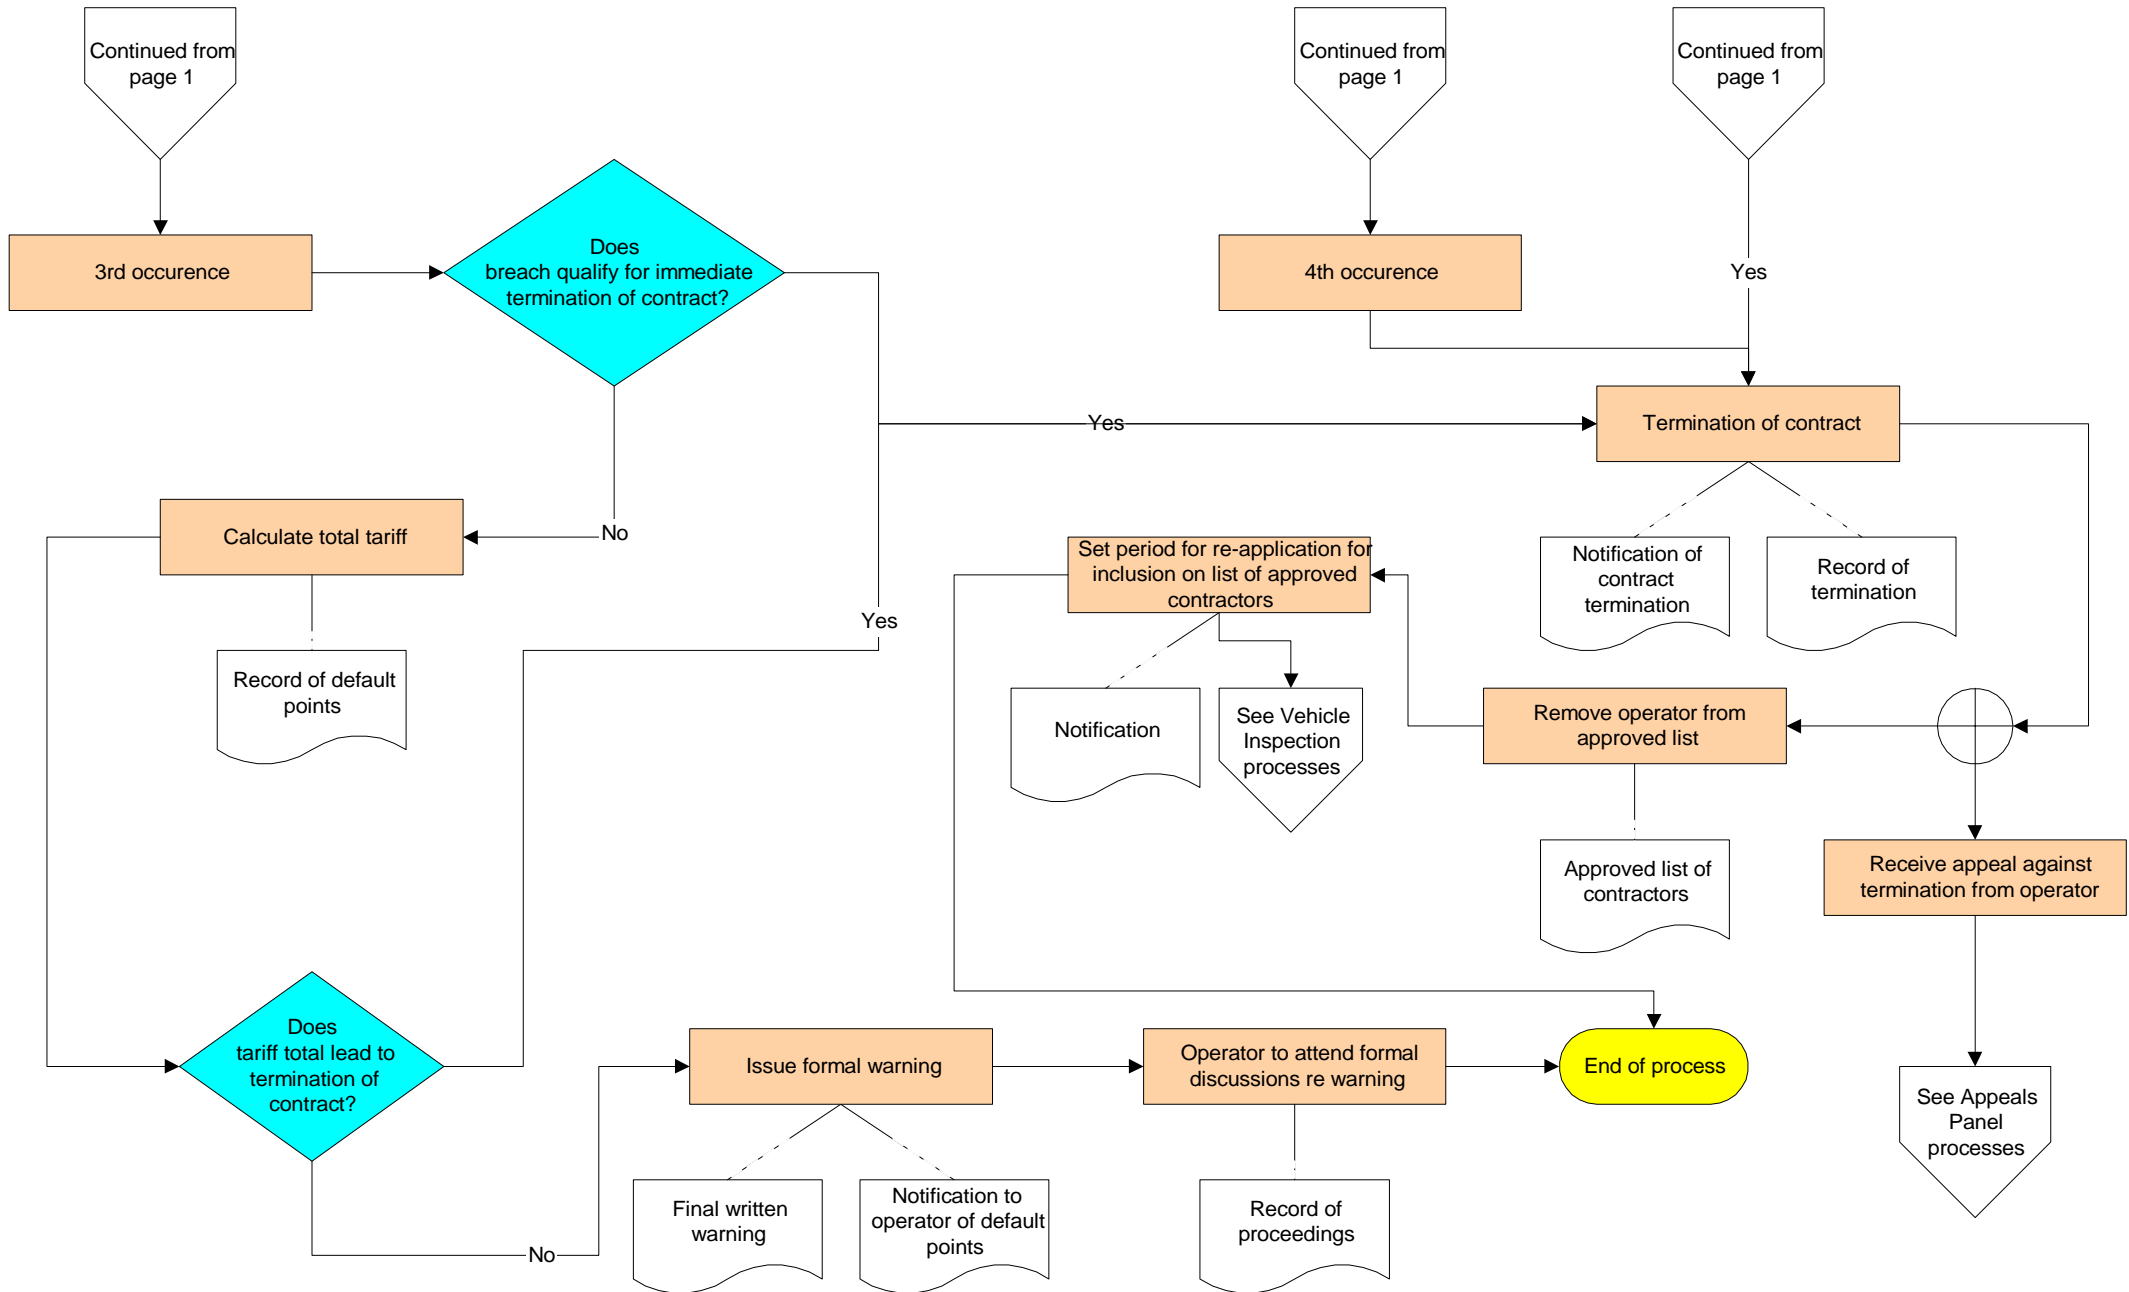 Continued from
page 1
Continued from
page 1
Continued from
page 1
3rd occurence
Does
breach qualify for immediate
termination of contract?
4th occurence
Yes
Yes
Termination of contract
Calculate total tariff
No
Set period for re-application for
inclusion on list of approved
contractors
Notification of
contract
termination
Record of
termination
Yes
Record of default
points
Notification
See Vehicle
Inspection
processes
Remove operator from
approved list
Approved list of
contractors
Receive appeal against
termination from operator
Does
tariff total lead to
termination of
contract?
Issue formal warning
Operator to attend formal
discussions re warning
End of process
See Appeals
Panel
processes
Final written
warning
Notification to
operator of default
points
Record of
proceedings
No